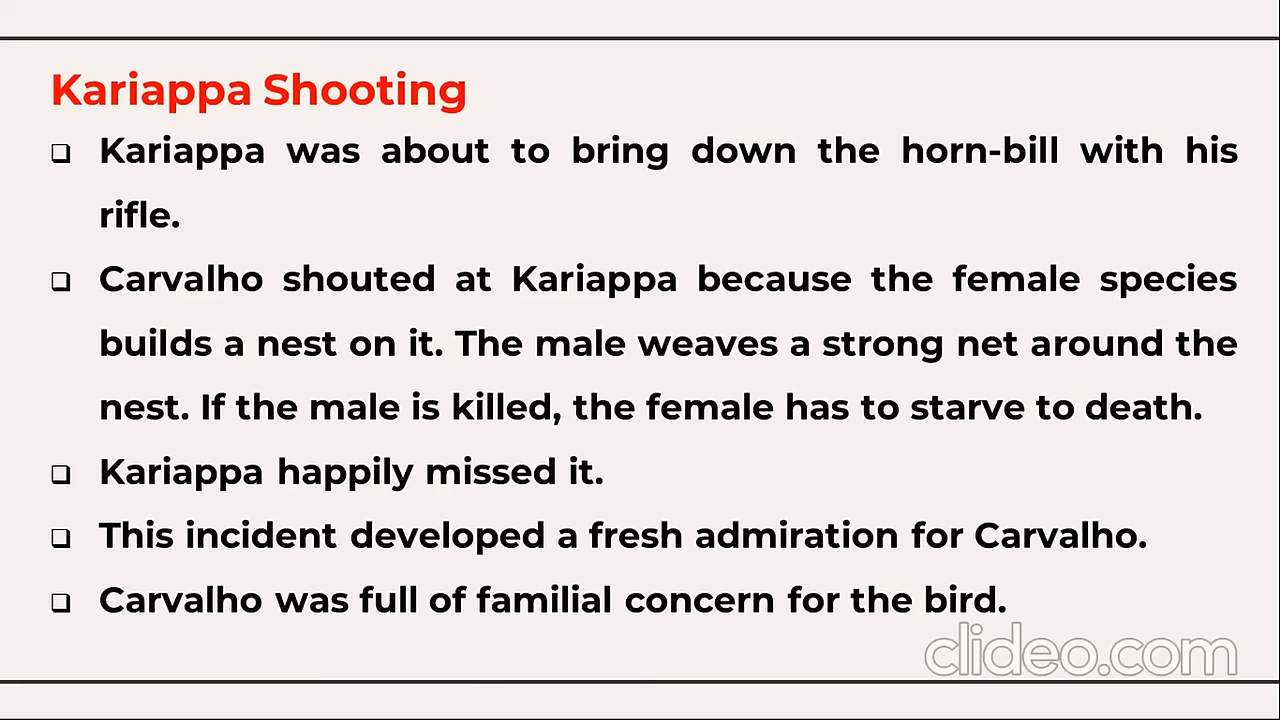 Kariappa Shooting
❑ Kariappa was about to bring down the horn-bill with his
rifle.
❑ Carvalho shouted at Kariappa because the female species
builds a nest on it. The male weaves a strong net around the
nest. If the male is killed, the female has to starve to death.
❑ Kariappa happily missed it.
❑ This incident developed a fresh admiration for Carvalho.
❑ Carvalho was full of familial concern for the bird.
clideo.com